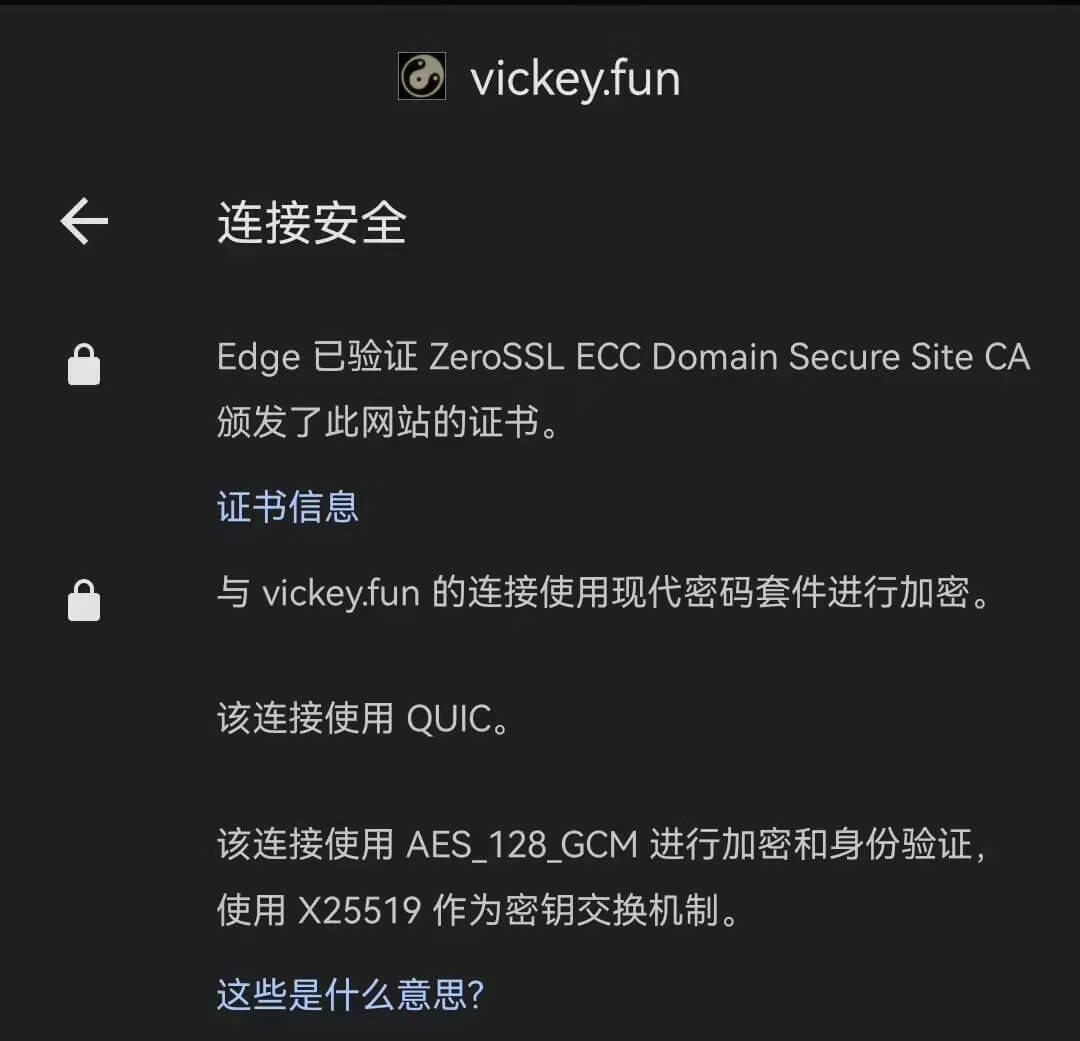 vickey.fun
连接安全
Edge 已验证 ZeroSSL ECC Domain Secure Site CA
颁发了此网站的证书。
证书信息
与 vickey.fun 的连接使用现代密码套件进行加密。
该连接使用 QUIC。
该连接使用 AES_128_GCM 进行加密和身份验证，
使用 X25519 作为密钥交换机制。
这些是什么意思?